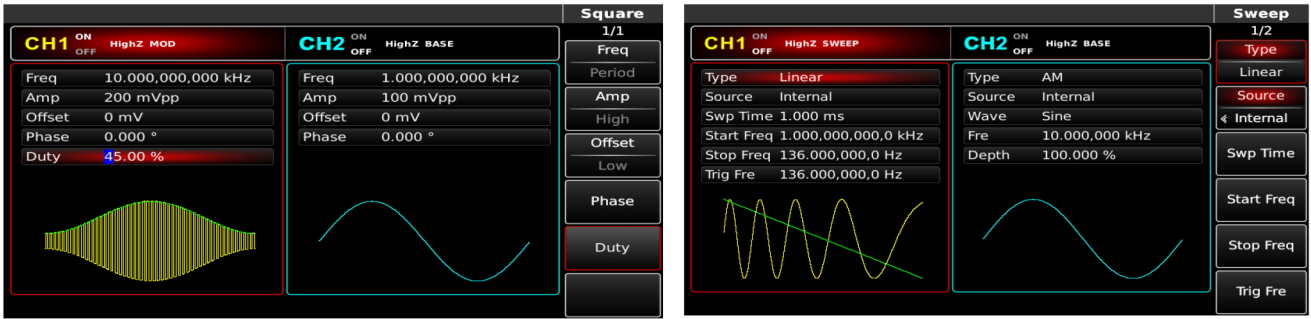 Square
1/1
CH1 ON OFF HighZ MOD
CH2 ON OFF HighZ BASE
Freq 10.000,000,000 kHz
Amp 200 mVpp
Offset 0 mV
Phase 0.000 °
Duty 45.00 %
Freq 1.000,000,000 kHz
Amp 100 mVpp
Offset 0 mV
Phase 0.000 °
Freq
Period
Amp
High
Offset
Low
Phase
Duty
Sweep
1/2
CH1 ON OFF HighZ SWEEP
CH2 ON OFF HighZ BASE
Type Linear
Source Internal
Swp Time 1.000 ms
Start Freq 1.000,000,000,0 kHz
Stop Freq 136.000,000,0 Hz
Trig Fre 136.000,000,0 Hz
Type AM
Source Internal
Wave Sine
Fre 10.000,000 kHz
Depth 100.000 %
Type
Linear
Source
Internal
Swp Time
Start Freq
Stop Freq
Trig Fre